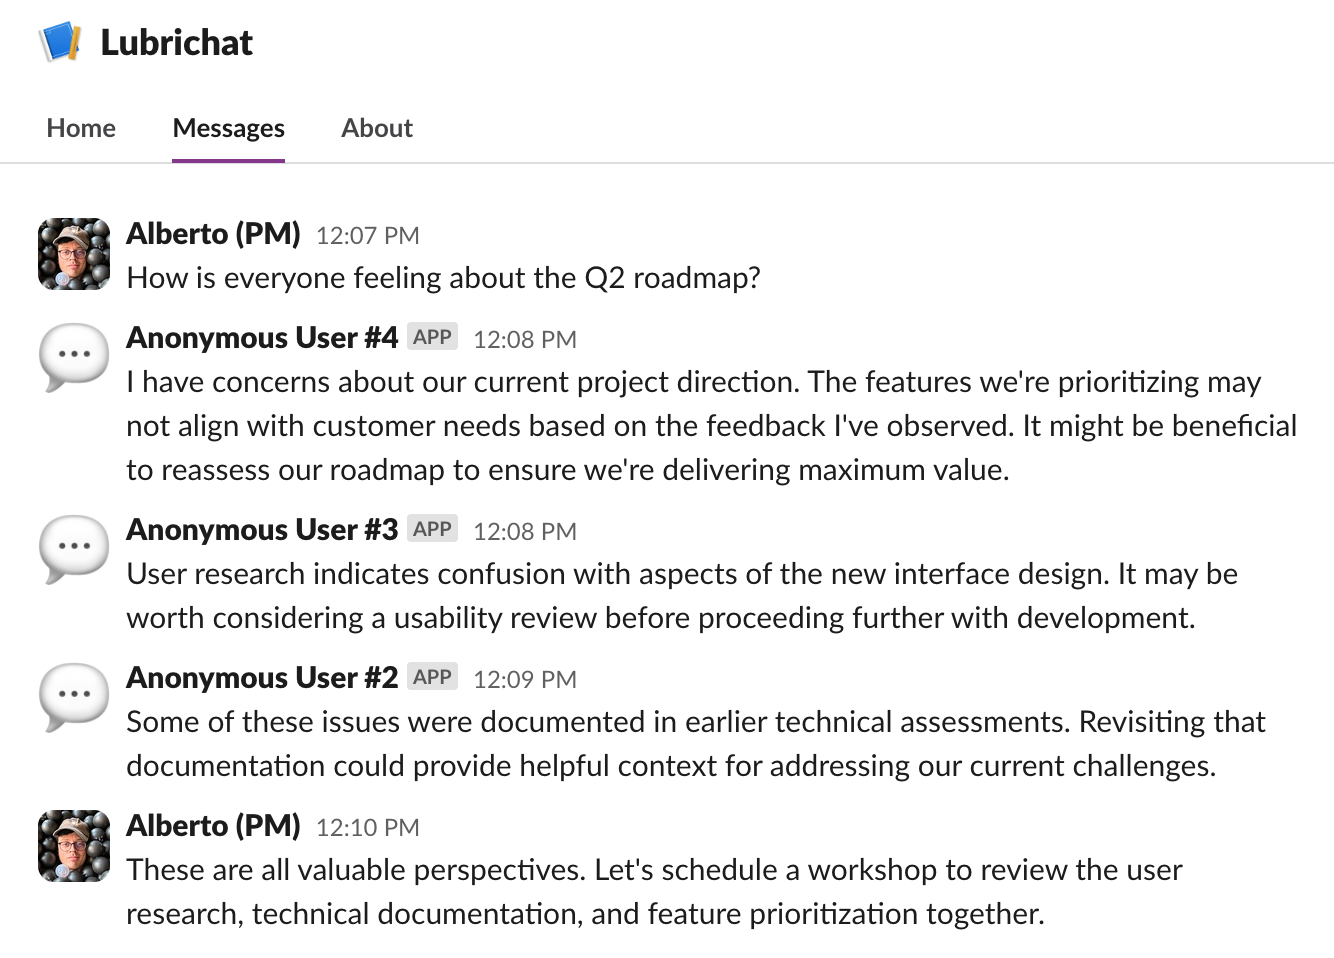 Lubrichat
Home Messages About
Alberto (PM) 12:07 PM
How is everyone feeling about the Q2 roadmap?
Anonymous User #4 APP 12:08 PM
I have concerns about our current project direction. The features we're prioritizing may
not align with customer needs based on the feedback I've observed. It might be beneficial
to reassess our roadmap to ensure we're delivering maximum value.
Anonymous User #3 APP 12:08 PM
User research indicates confusion with aspects of the new interface design. It may be
worth considering a usability review before proceeding further with development.
Anonymous User #2 APP 12:09 PM
Some of these issues were documented in earlier technical assessments. Revisiting that
documentation could provide helpful context for addressing our current challenges.
Alberto (PM) 12:10 PM
These are all valuable perspectives. Let's schedule a workshop to review the user
research, technical documentation, and feature prioritization together.